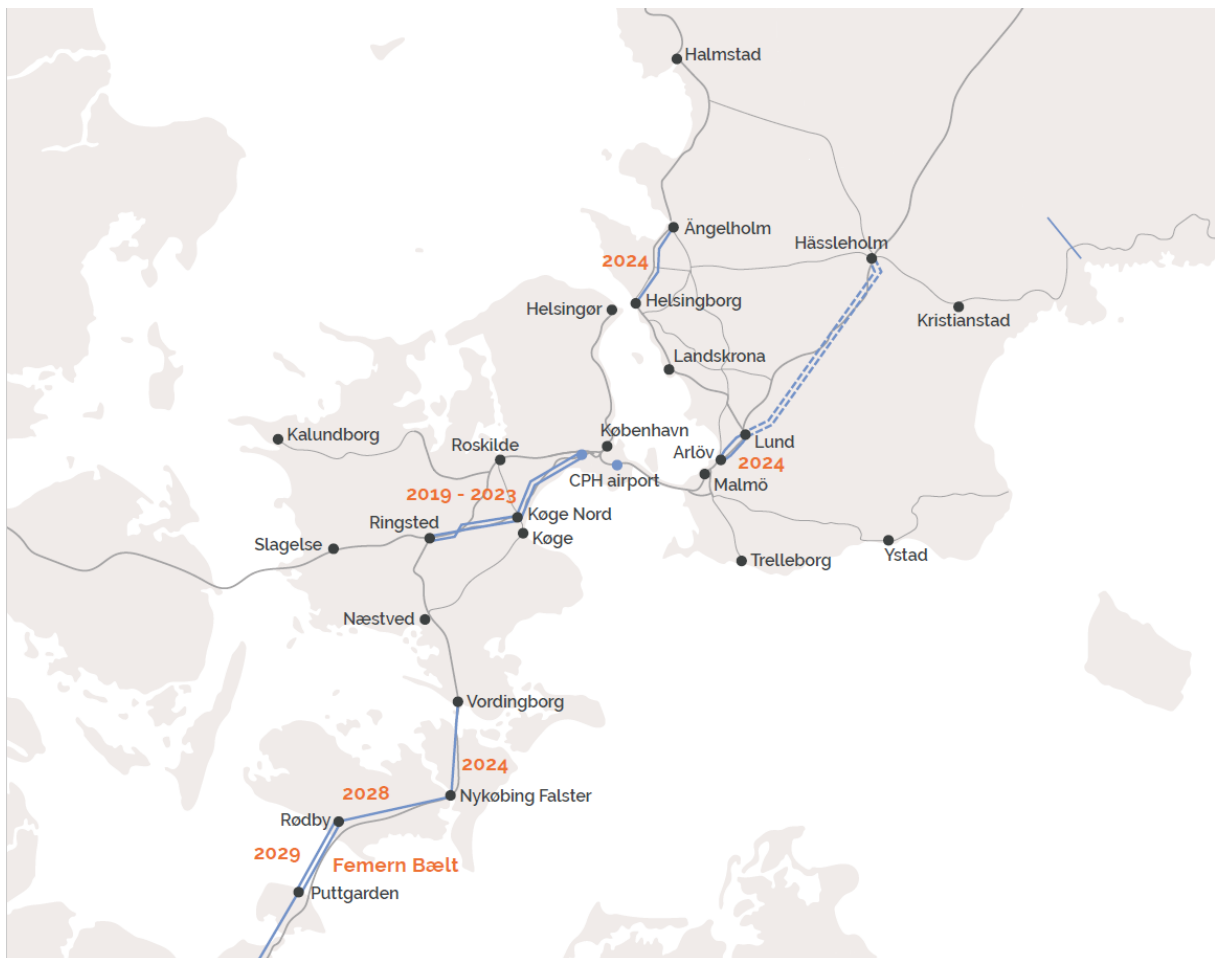 Halmstad
Ängelholm
Hässleholm
2024
Helsingør
Helsingborg
Kristianstad
Landskrona
Kalundborg
Roskilde
København
Lund
Arlöv
2024
CPH airport
Malmö
2019 - 2023
Køge Nord
Ringsted
Køge
Slagelse
Ystad
Trelleborg
Næstved
Vordingborg
2024
2028
Nykøbing Falster
Rødby
2029
Femern Bælt
Puttgarden